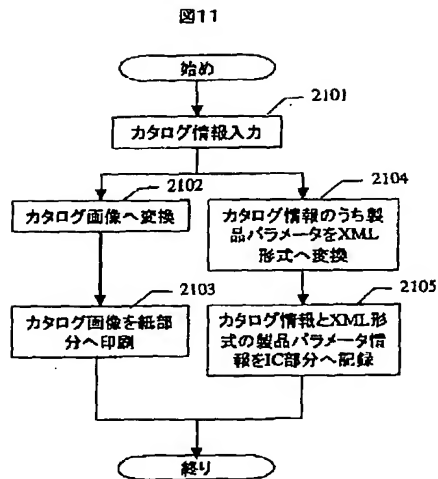 図11
始め
2101
カタログ情報入力
2102
カタログ画像へ変換
2104
カタログ情報のうち製
品パラメータをXML
形式へ変換
2103
カタログ画像を紙部
分へ印刷
2105
カタログ情報とXML形
式の製品パラメータ情
報をIC部分へ記録
終り